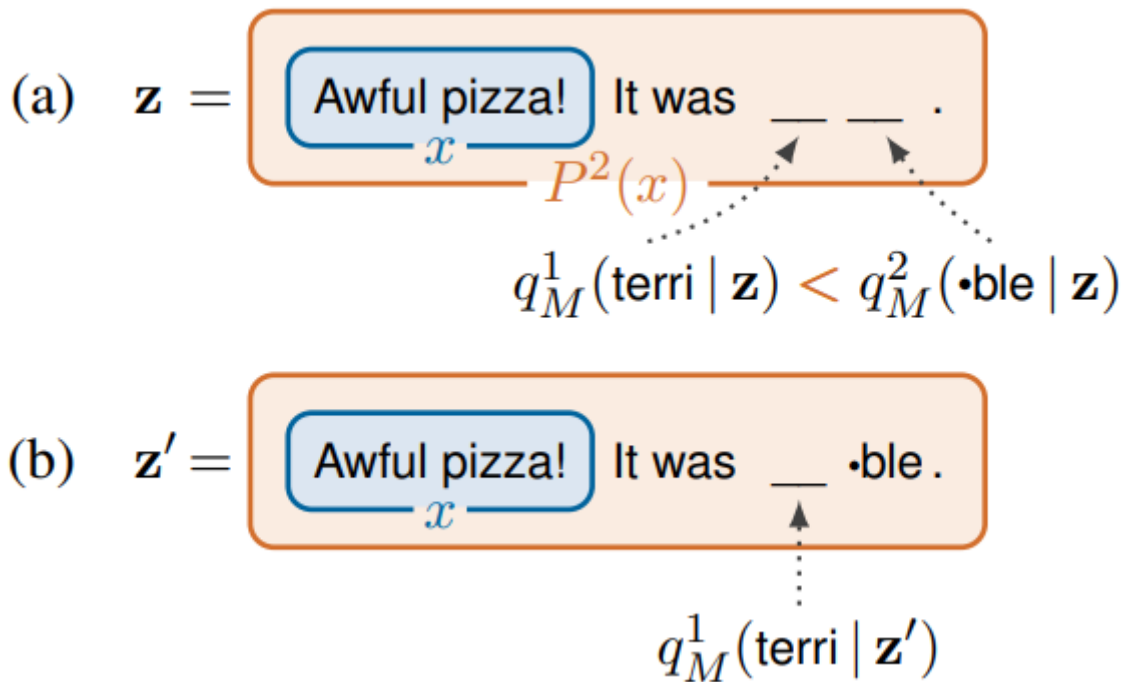 (a) z = Awful pizza! It was __ __ .
x
P²(x)
q¹_M(terri | z) < q²_M(•ble | z)
(b) z′ = Awful pizza! It was __ •ble .
x
q¹_M(terri | z′)